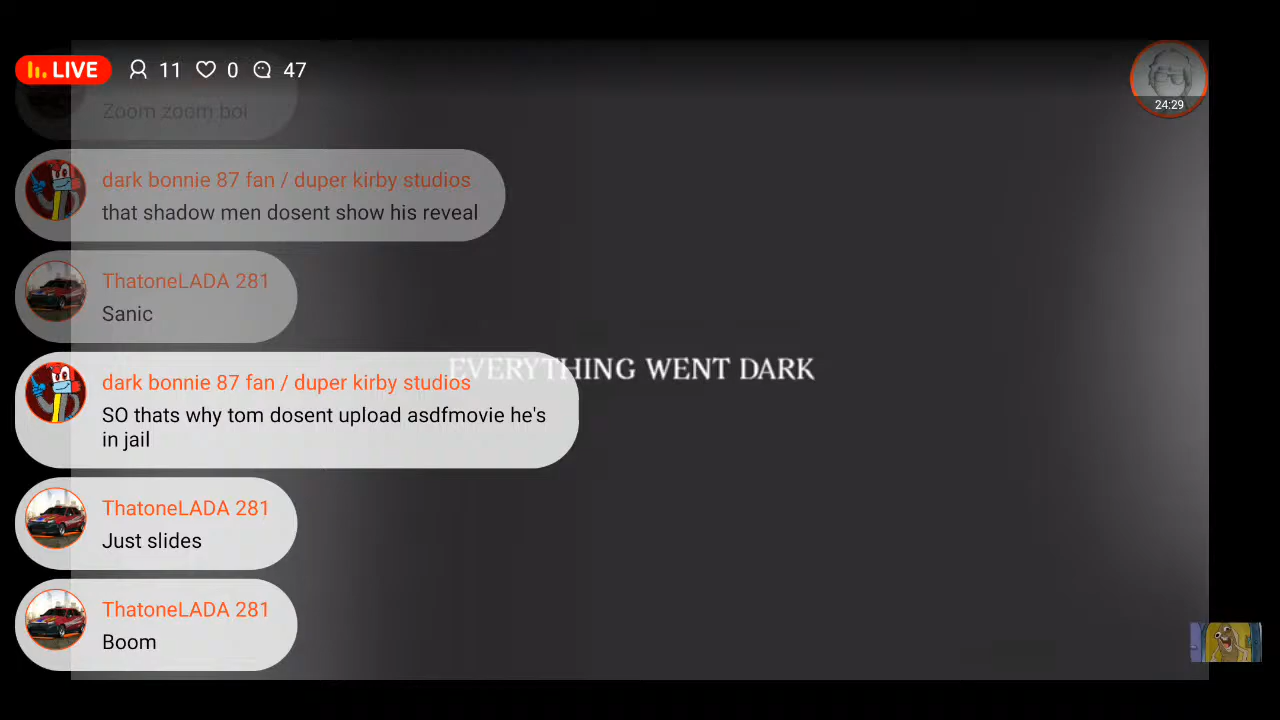 LIVE 11 0 47
24:29
Zoom zoom boi
dark bonnie 87 fan / duper kirby studios
that shadow men dosent show his reveal
ThatoneLADA 281
Sanic
EVERYTHING WENT DARK
dark bonnie 87 fan / duper kirby studios
SO thats why tom dosent upload asdfmovie he's
in jail
ThatoneLADA 281
Just slides
ThatoneLADA 281
Boom